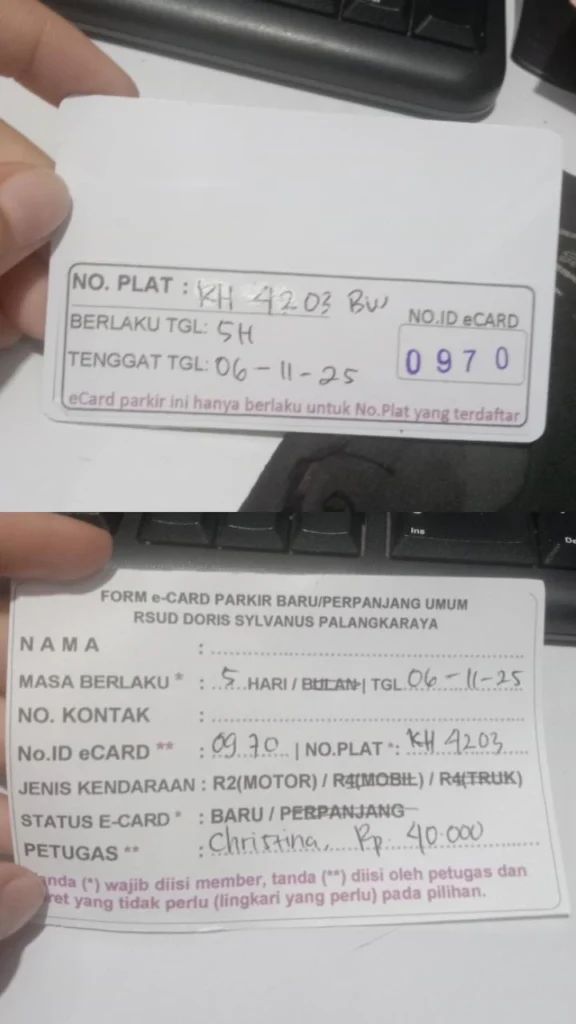 NO. PLAT : KH 4203 BW
NO.ID eCARD
BERLAKU TGL: 5H
0970
TENGGAT TGL: 06-11-25
eCard parkir ini hanya berlaku untuk No.Plat yang terdaftar
Ins
FORM e-CARD PARKIR BARU/PERPANJANG UMUM
RSUD DORIS SYLVANUS PALANGKARAYA
NAMA :
MASA BERLAKU * : 5 HARI / BULAN | TGL. 06-11-25
NO. KONTAK :
No.ID eCARD ** : 0970 | NO.PLAT *: KH 4203
JENIS KENDARAAN : R2(MOTOR) / R4(MOBIL) / R4(TRUK)
STATUS E-CARD * : BARU / PERPANJANG
PETUGAS ** : Christina, Rp. 40.000
anda (*) wajib diisi member, tanda (**) diisi oleh petugas dan
ret yang tidak perlu (lingkari yang perlu) pada pilihan.